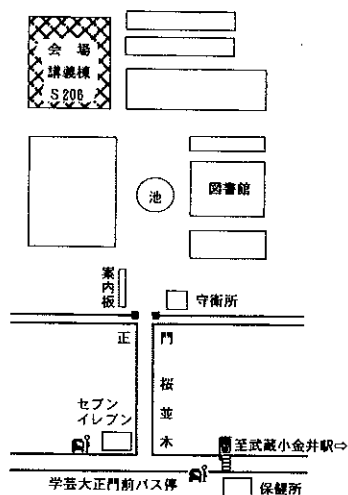 会場
講義棟
S206
池
図書館
案内板
守衛所
正
門
桜並木
セブン
イレブン
至武蔵小金井駅⇨
学芸大正門前バス停
保健所